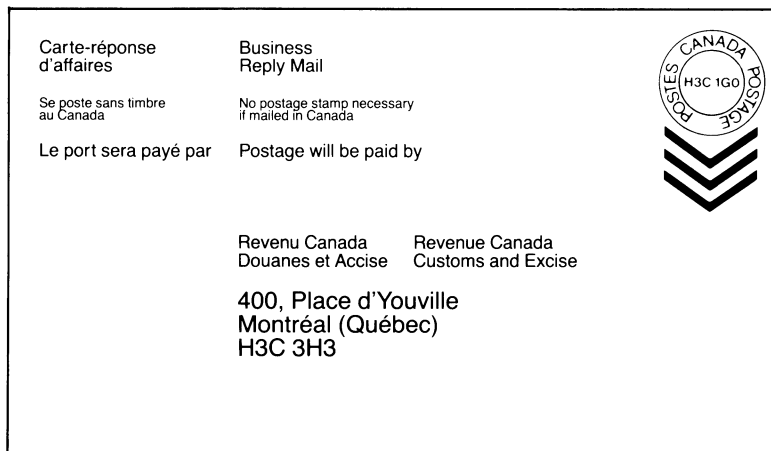 Carte-réponse
d'affaires
Business
Reply Mail
Se poste sans timbre
au Canada
No postage stamp necessary
if mailed in Canada
Le port sera payé par
Postage will be paid by
POSTES CANADA POSTAGE
H3C 1G0
Revenu Canada
Douanes et Accise
Revenue Canada
Customs and Excise
400, Place d'Youville
Montréal (Québec)
H3C 3H3